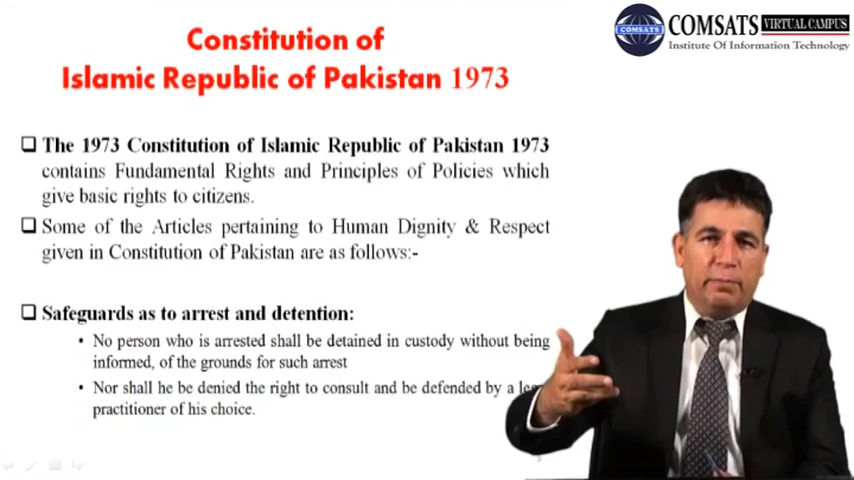 COMSATS
COMSATS VIRTUAL CAMPUS
Institute Of Information Technology
Constitution of
Islamic Republic of Pakistan 1973
❑ The 1973 Constitution of Islamic Republic of Pakistan 1973
contains Fundamental Rights and Principles of Policies which
give basic rights to citizens.
❑ Some of the Articles pertaining to Human Dignity & Respect
given in Constitution of Pakistan are as follows:-
❑ Safeguards as to arrest and detention:
• No person who is arrested shall be detained in custody without being
informed, of the grounds for such arrest
• Nor shall he be denied the right to consult and be defended by a
practitioner of his choice.